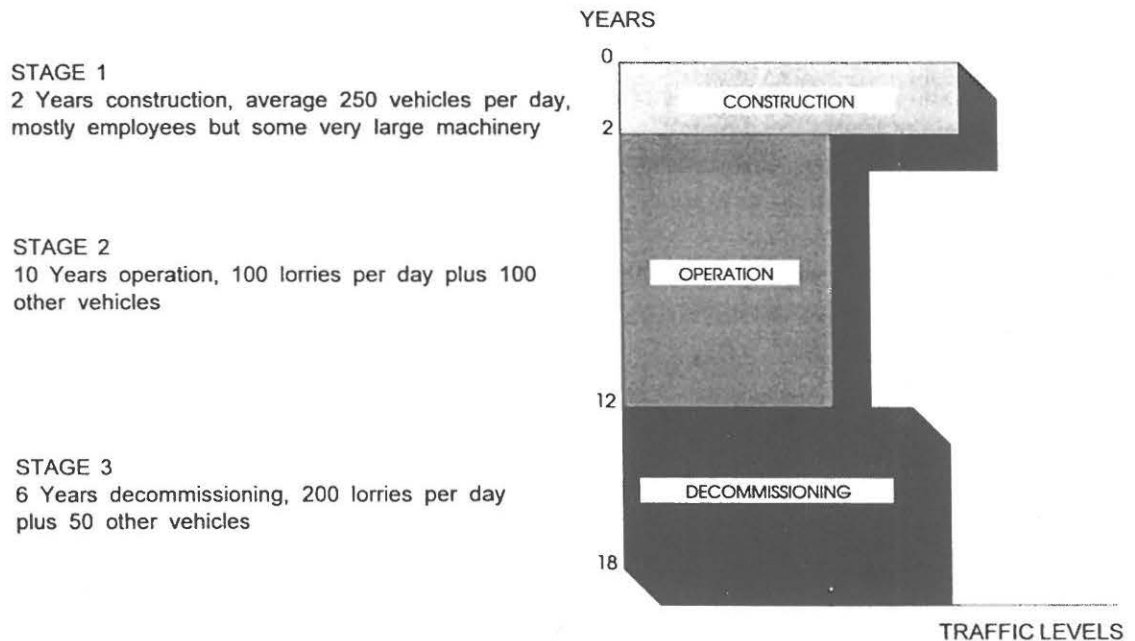 YEARS
0
STAGE 1
2 Years construction, average 250 vehicles per day,
mostly employees but some very large machinery
CONSTRUCTION
2
STAGE 2
10 Years operation, 100 lorries per day plus 100
other vehicles
OPERATION
12
STAGE 3
6 Years decommissioning, 200 lorries per day
plus 50 other vehicles
DECOMMISSIONING
18
TRAFFIC LEVELS